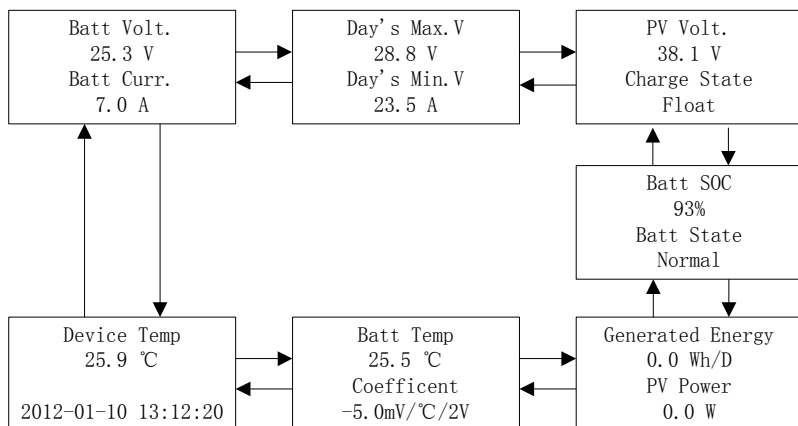 Batt Volt.
25.3 V
Batt Curr.
7.0 A
Day's Max.V
28.8 V
Day's Min.V
23.5 A
PV Volt.
38.1 V
Charge State
Float
Batt SOC
93%
Batt State
Normal
Device Temp
25.9 ℃
2012-01-10 13:12:20
Batt Temp
25.5 ℃
Coefficent
-5.0mV/℃/2V
Generated Energy
0.0 Wh/D
PV Power
0.0 W